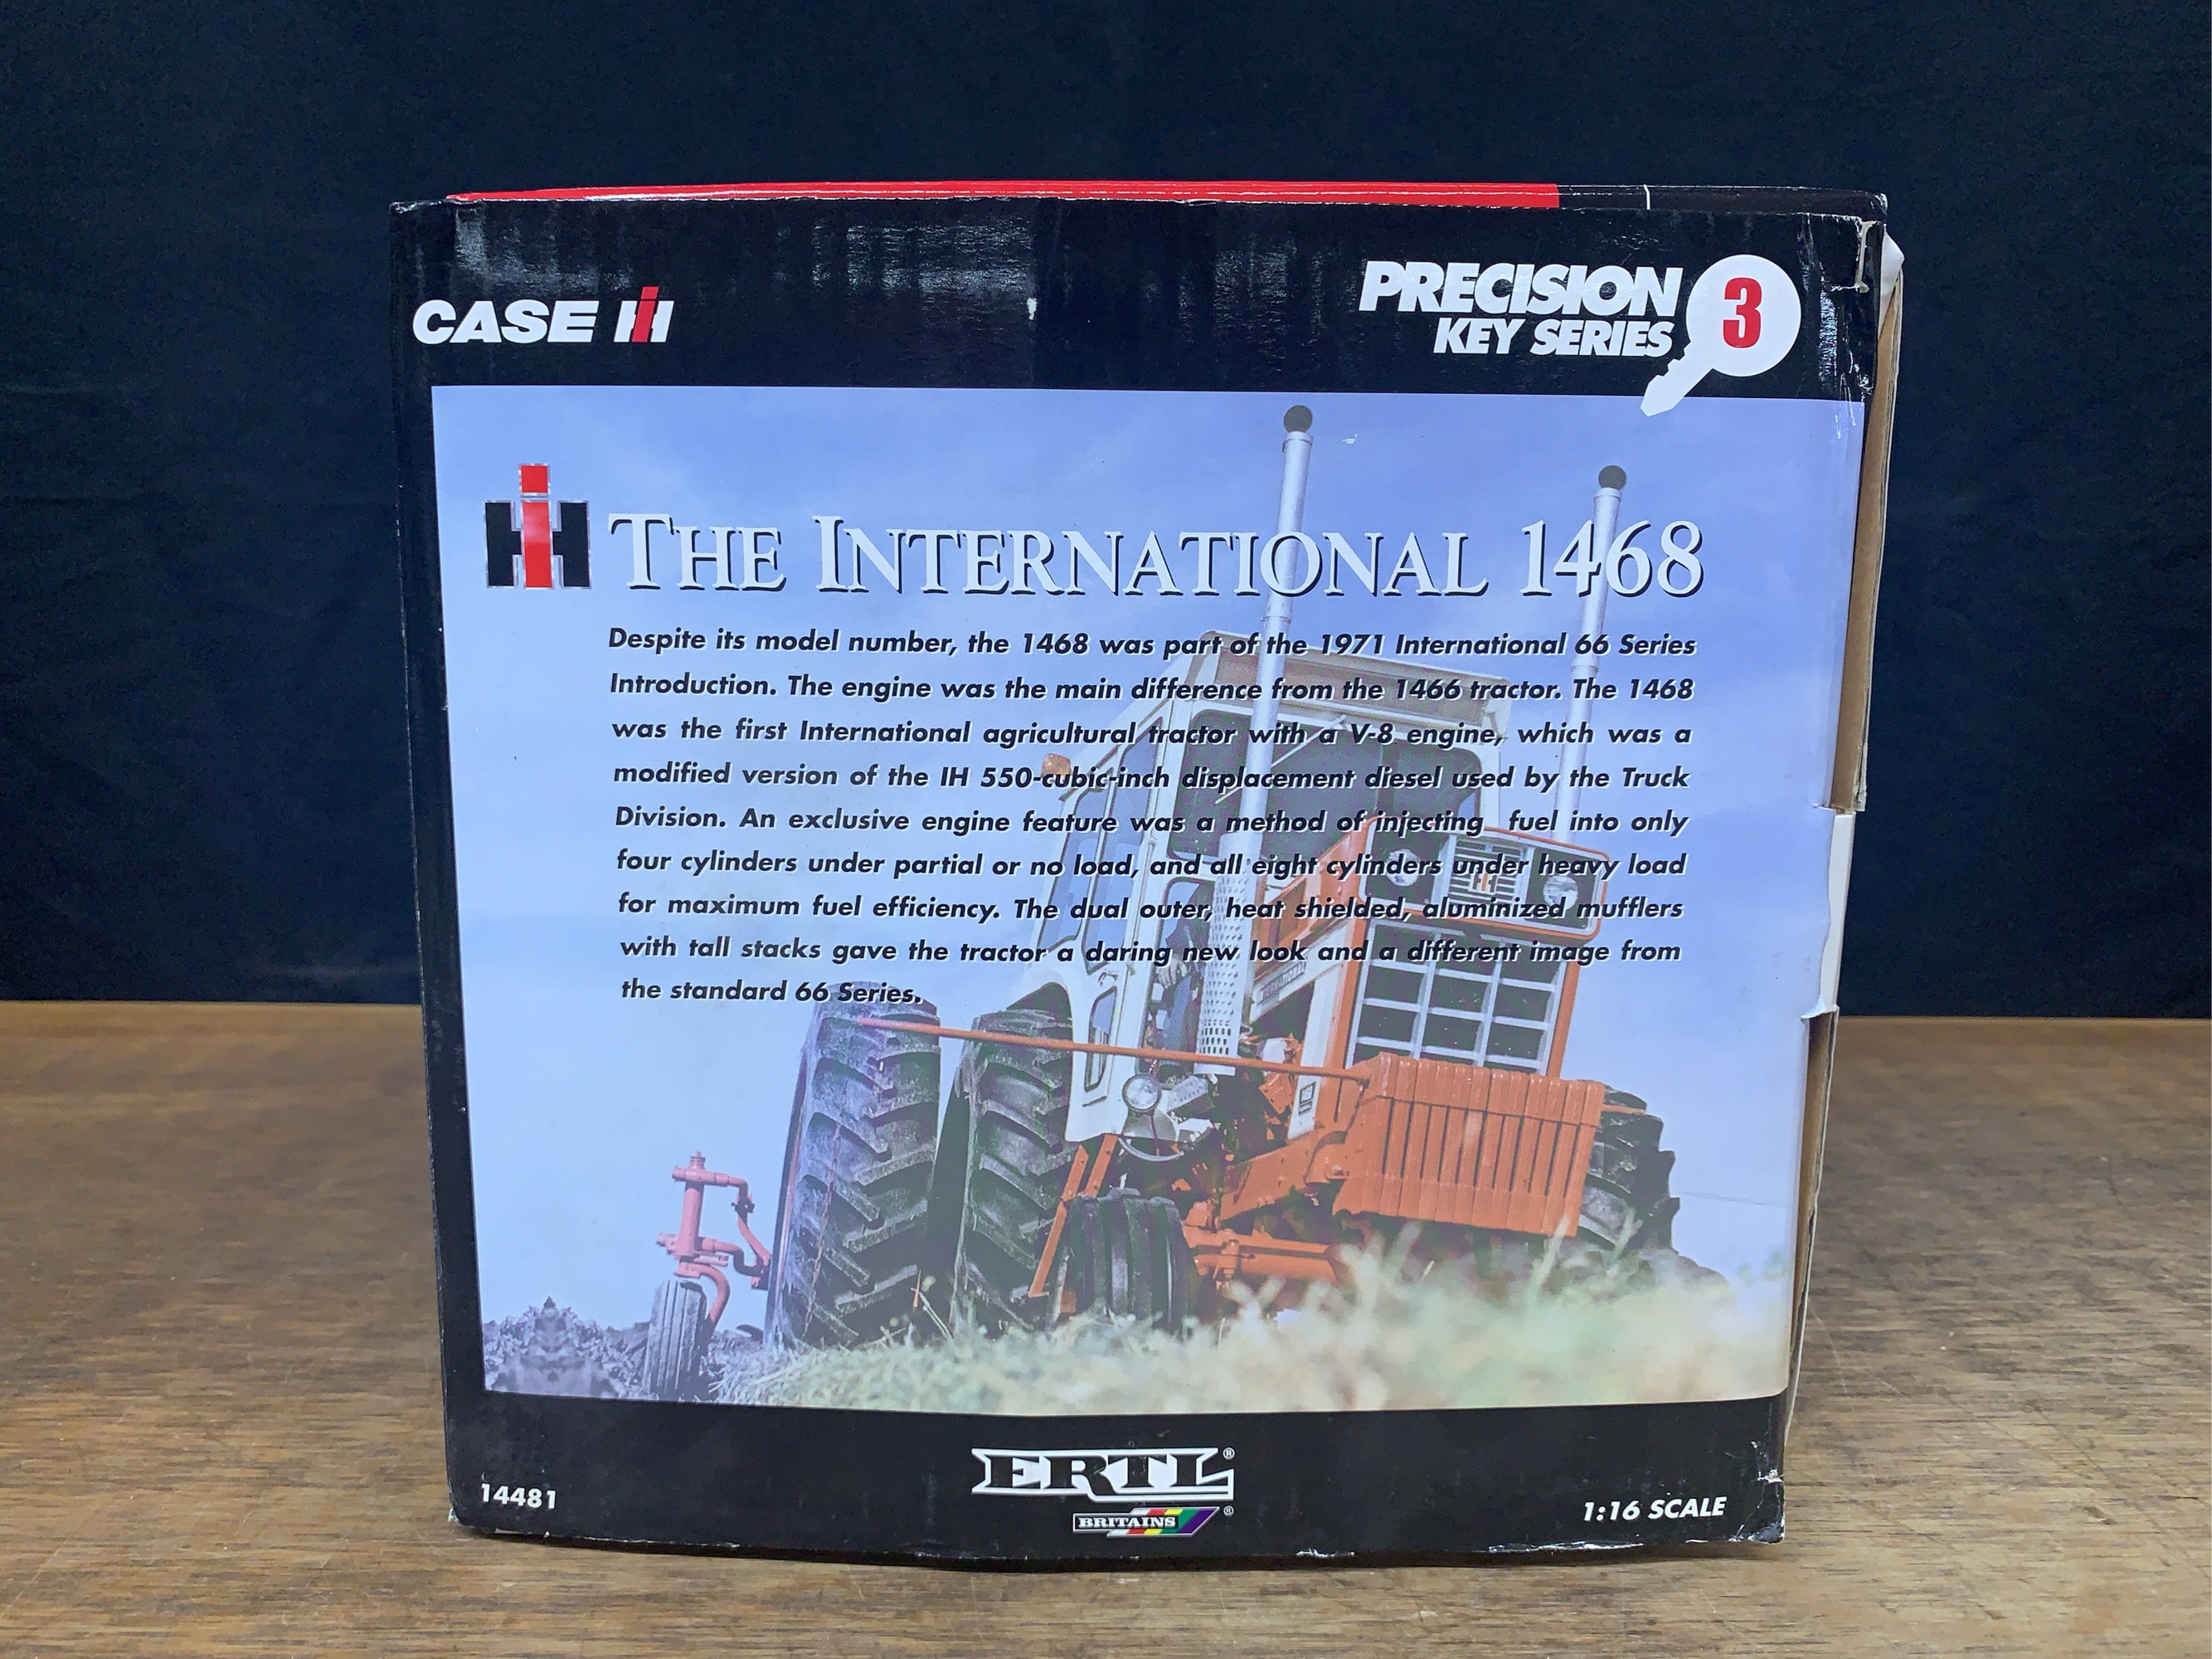 CASE IH
PRECISION
KEY SERIES
3
IH THE INTERNATIONAL 1468
Despite its model number, the 1468 was part of the 1971 International 66 Series
Introduction. The engine was the main difference from the 1466 tractor. The 1468
was the first International agricultural tractor with a V-8 engine, which was a
modified version of the IH 550-cubic-inch displacement diesel used by the Truck
Division. An exclusive engine feature was a method of injecting fuel into only
four cylinders under partial or no load, and all eight cylinders under heavy load
for maximum fuel efficiency. The dual outer, heat shielded, aluminized mufflers
with tall stacks gave the tractor a daring new look and a different image from
the standard 66 Series.
ERTL®
BRITAINS®
14481
1:16 SCALE